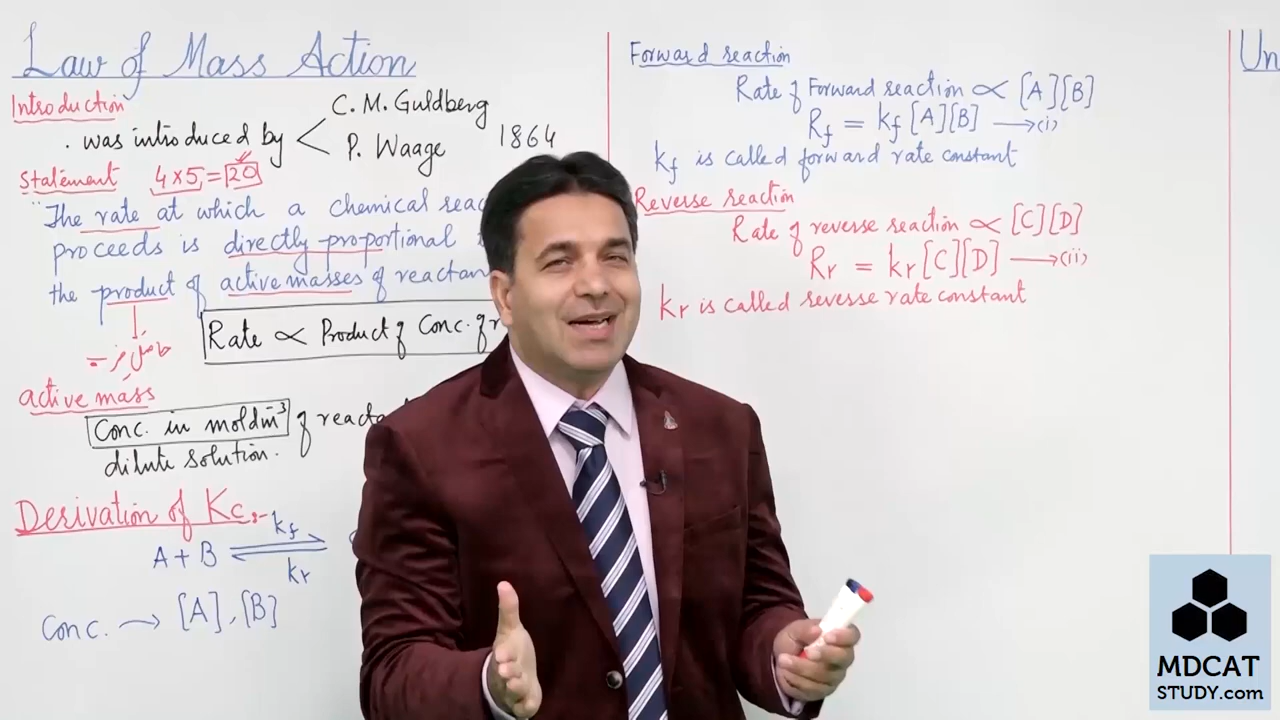 Law of Mass Action
Introduction
. was introduced by < C. M. Guldberg
P. Waage 1864
Statement 4×5=20
"The rate at which a chemical reac
proceeds is directly proportional
the product of active masses of reactan
Rate ∝ Product of Conc. of r
حاصل ضرب
active mass
Conc. in moldm⁻³ of reacta
dilute solution.
Derivation of Kc:-
kf
A + B ⇌
kr
Conc. → [A], [B]
Forward reaction
Rate of Forward reaction ∝ [A][B]
Rf = kf [A][B] → (i)
kf is called forward rate constant
Reverse reaction
Rate of reverse reaction ∝ [C][D]
Rr = kr [C][D] → (ii)
kr is called reverse rate constant
Un
MDCAT
STUDY.com